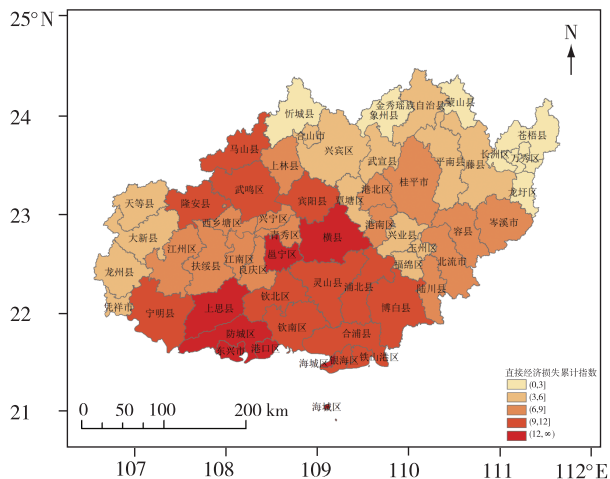 25°N
N
24
23
22
21
忻城县
金秀瑶族自治县
象州县
蒙山县
苍梧县
合山市
兴宾区
马山县
上林县
武宣县
平南县
藤县
长洲区
万秀区
龙圩区
桂平市
港北区
武鸣区
宾阳县
覃塘区
天等县
隆安县
西乡塘区
兴宁区
青秀区
横县
港南区
兴业县
玉州区
容县
岑溪市
大新县
江州区
扶绥县
江南区
良庆区
邕宁区
福绵区
北流市
龙州县
凭祥市
宁明县
上思县
钦北区
灵山县
浦北县
博白县
陆川县
防城区
钦南区
合浦县
东兴市
港口区
海城区
银海区
铁山港区
海城区
直接经济损失累计指数
(0,3]
(3,6]
(6,9]
(9,12]
(12,∞)
0 50 100 200 km
107 108 109 110 111 112°E